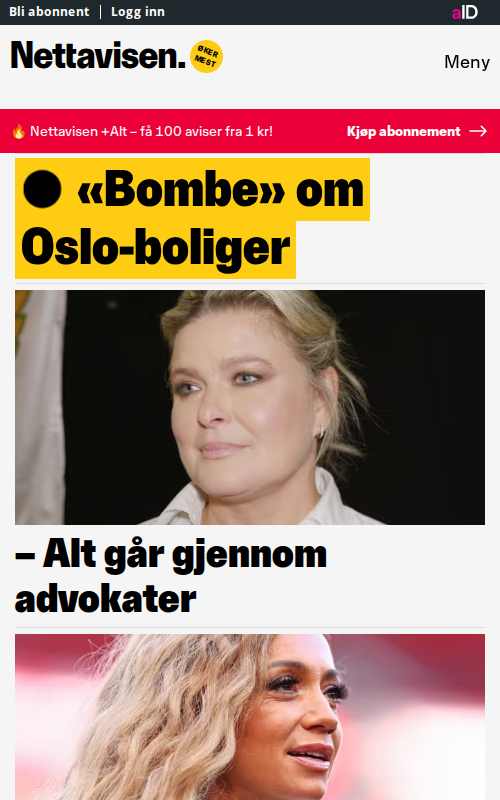 Bli abonnent | Logg inn
aID
Nettavisen.
ØKER
MEST
Meny
Nettavisen +Alt – få 100 aviser fra 1 kr!
Kjøp abonnement →
«Bombe» om
Oslo-boliger
– Alt går gjennom
advokater